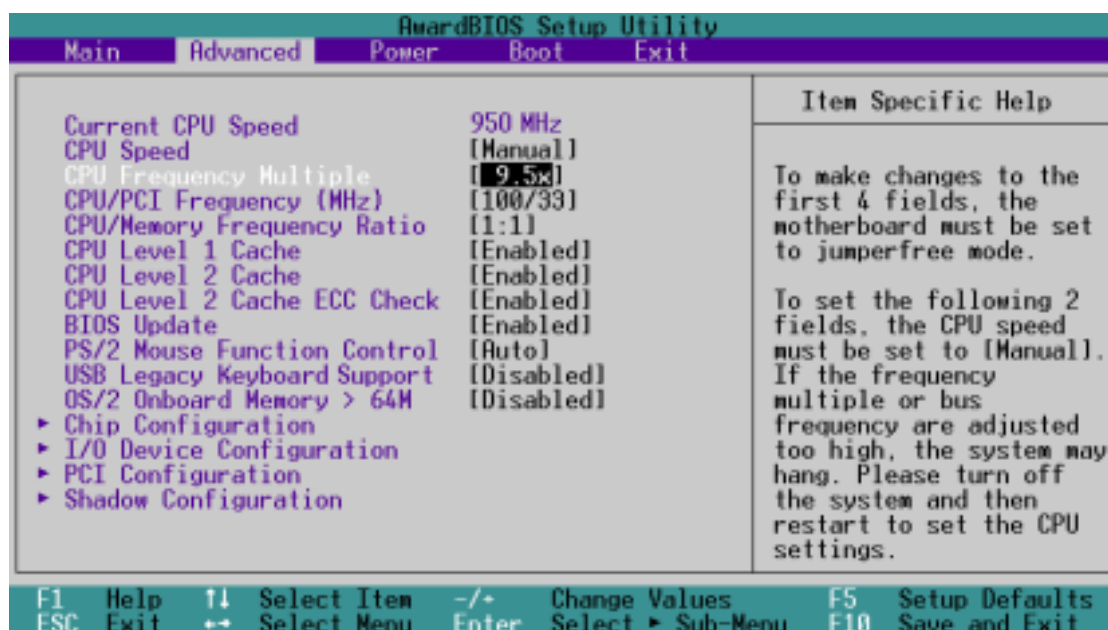 AwardBIOS Setup Utility
Main Advanced Power Boot Exit
Current CPU Speed 950 MHz
CPU Speed [Manual]
CPU Frequency Multiple [ 9.5x]
CPU/PCI Frequency (MHz) [100/33]
CPU/Memory Frequency Ratio [1:1]
CPU Level 1 Cache [Enabled]
CPU Level 2 Cache [Enabled]
CPU Level 2 Cache ECC Check [Enabled]
BIOS Update [Enabled]
PS/2 Mouse Function Control [Auto]
USB Legacy Keyboard Support [Disabled]
OS/2 Onboard Memory > 64M [Disabled]
► Chip Configuration
► I/O Device Configuration
► PCI Configuration
► Shadow Configuration
Item Specific Help
To make changes to the
first 4 fields, the
motherboard must be set
to jumperfree mode.
To set the following 2
fields, the CPU speed
must be set to [Manual].
If the frequency
multiple or bus
frequency are adjusted
too high, the system may
hang. Please turn off
the system and then
restart to set the CPU
settings.
F1 Help ↑↓ Select Item -/+ Change Values F5 Setup Defaults
ESC Exit ←→ Select Menu Enter Select ► Sub-Menu F10 Save and Exit